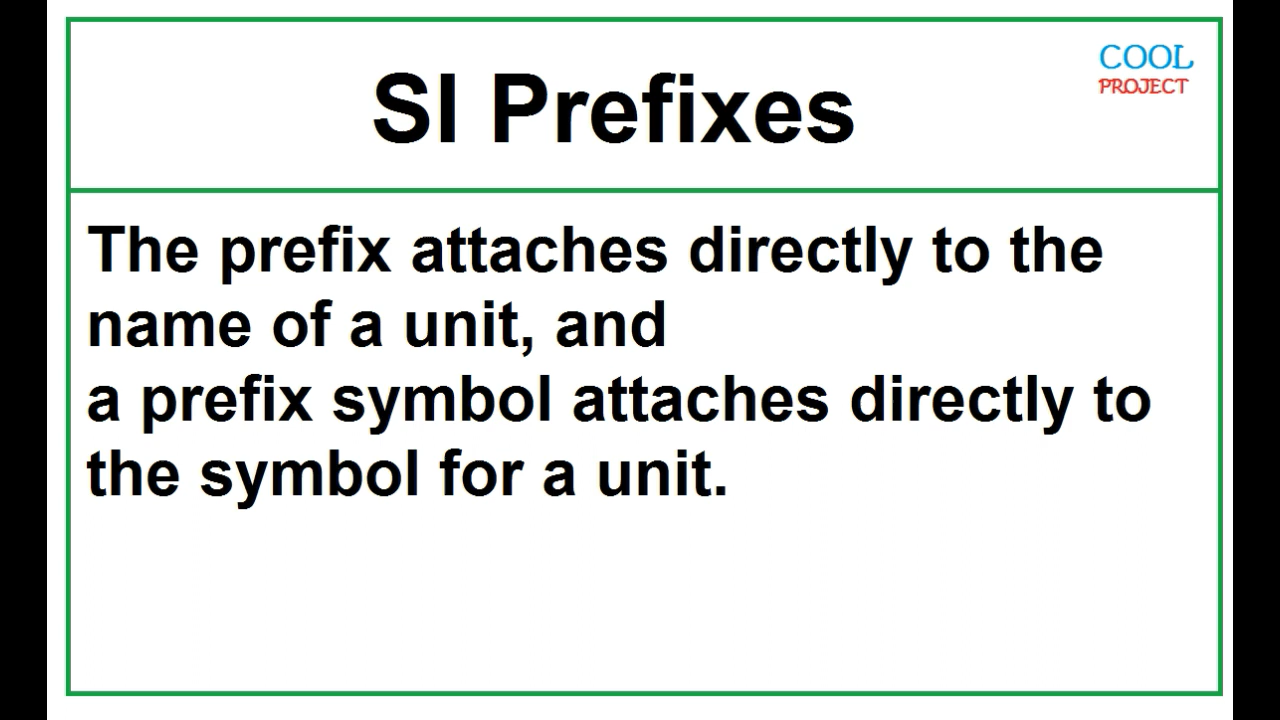 SI Prefixes
COOL
PROJECT
The prefix attaches directly to the
name of a unit, and
a prefix symbol attaches directly to
the symbol for a unit.